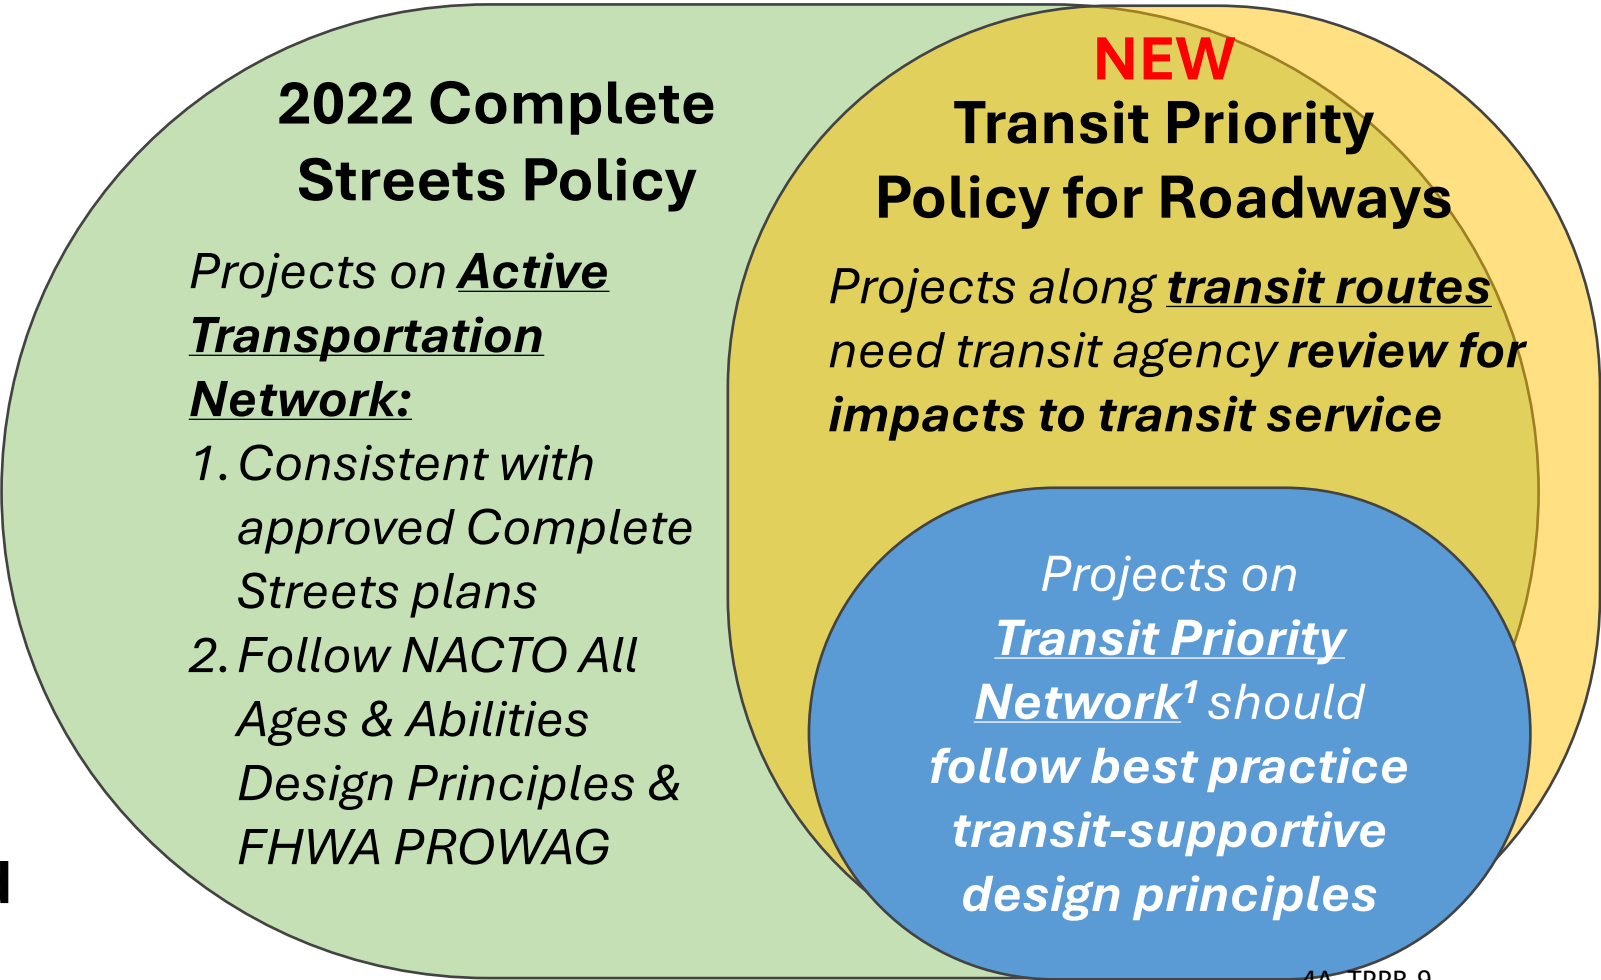 2022 Complete
Streets Policy
Projects on Active
Transportation
Network:
1. Consistent with
approved Complete
Streets plans
2. Follow NACTO All
Ages & Abilities
Design Principles &
FHWA PROWAG
NEW
Transit Priority
Policy for Roadways
Projects along transit routes
need transit agency review for
impacts to transit service
Projects on
Transit Priority
Network¹ should
follow best practice
transit-supportive
design principles